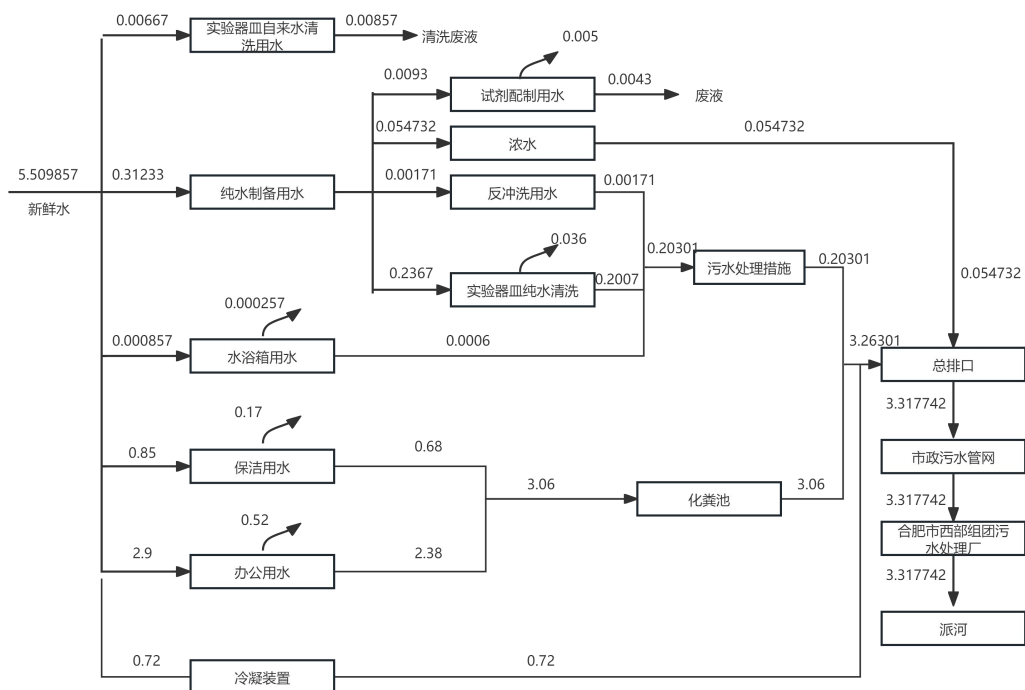 0.00667
实验器皿自来水清
洗用水
0.00857
清洗废液
0.005
0.0093
试剂配制用水
0.0043
废液
0.054732
浓水
0.054732
5.509857
新鲜水
0.31233
纯水制备用水
0.00171
反冲洗用水
0.00171
0.036
0.2367
实验器皿纯水清洗
0.2007
0.20301
污水处理措施
0.20301
0.054732
0.000257
0.000857
水浴箱用水
0.0006
3.26301
总排口
3.317742
0.17
0.85
保洁用水
0.68
市政污水管网
3.06
化粪池
3.06
3.317742
0.52
2.9
办公用水
2.38
合肥市西部组团污
水处理厂
3.317742
派河
0.72
冷凝装置
0.72